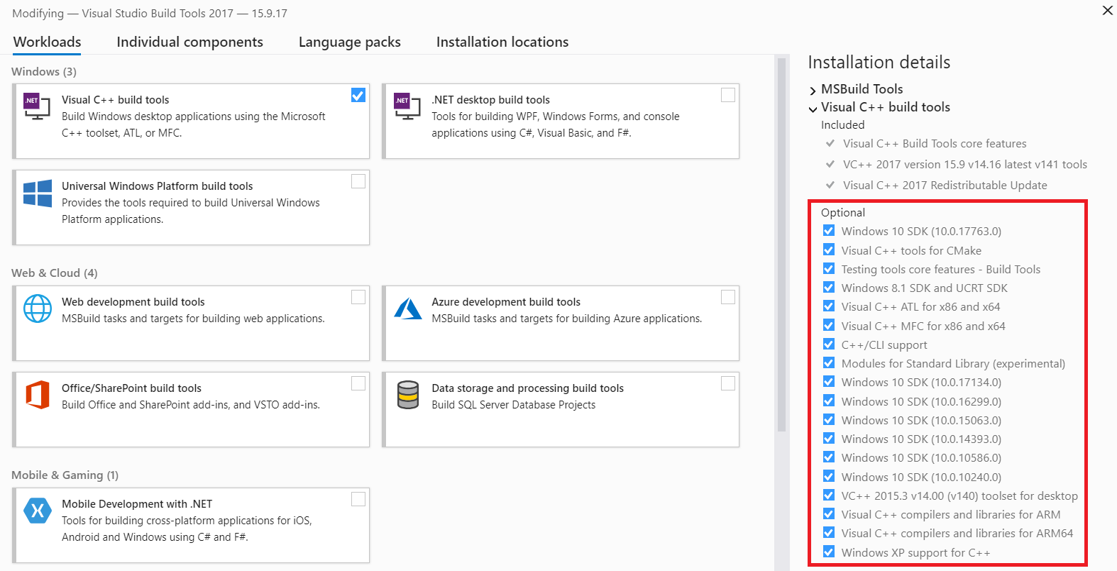 Modifying — Visual Studio Build Tools 2017 — 15.9.17
Workloads
Individual components
Language packs
Installation locations
Windows (3)
.NET
Visual C++ build tools
Build Windows desktop applications using the Microsoft
C++ toolset, ATL, or MFC.
.NET
.NET desktop build tools
Tools for building WPF, Windows Forms, and console
applications using C#, Visual Basic, and F#.
Universal Windows Platform build tools
Provides the tools required to build Universal Windows
Platform applications.
Web & Cloud (4)
Web development build tools
MSBuild tasks and targets for building web applications.
Azure development build tools
MSBuild tasks and targets for building Azure applications.
Office/SharePoint build tools
Build Office and SharePoint add-ins, and VSTO add-ins.
Data storage and processing build tools
Build SQL Server Database Projects
Mobile & Gaming (1)
Mobile Development with .NET
Tools for building cross-platform applications for iOS,
Android and Windows using C# and F#.
Installation details
MSBuild Tools
Visual C++ build tools
Included
Visual C++ Build Tools core features
VC++ 2017 version 15.9 v14.16 latest v141 tools
Visual C++ 2017 Redistributable Update
Optional
Windows 10 SDK (10.0.17763.0)
Visual C++ tools for CMake
Testing tools core features - Build Tools
Windows 8.1 SDK and UCRT SDK
Visual C++ ATL for x86 and x64
Visual C++ MFC for x86 and x64
C++/CLI support
Modules for Standard Library (experimental)
Windows 10 SDK (10.0.17134.0)
Windows 10 SDK (10.0.16299.0)
Windows 10 SDK (10.0.15063.0)
Windows 10 SDK (10.0.14393.0)
Windows 10 SDK (10.0.10586.0)
Windows 10 SDK (10.0.10240.0)
VC++ 2015.3 v14.00 (v140) toolset for desktop
Visual C++ compilers and libraries for ARM
Visual C++ compilers and libraries for ARM64
Windows XP support for C++